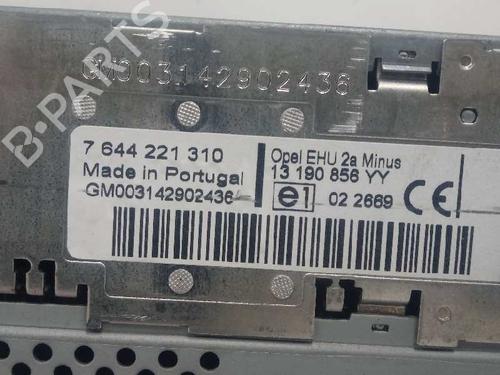 GM003142902436
B-PARTS
7 644 221 310
Made in Portugal
GM003142902436
Opel EHU 2a Minus
13 190 856 YY
e1 02 2669 CE